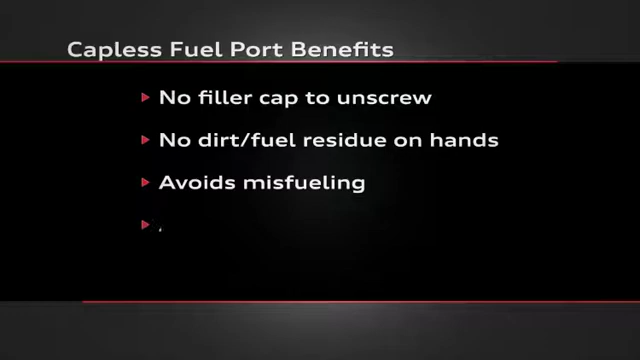 Capless Fuel Port Benefits
No filler cap to unscrew
No dirt/fuel residue on hands
Avoids misfueling